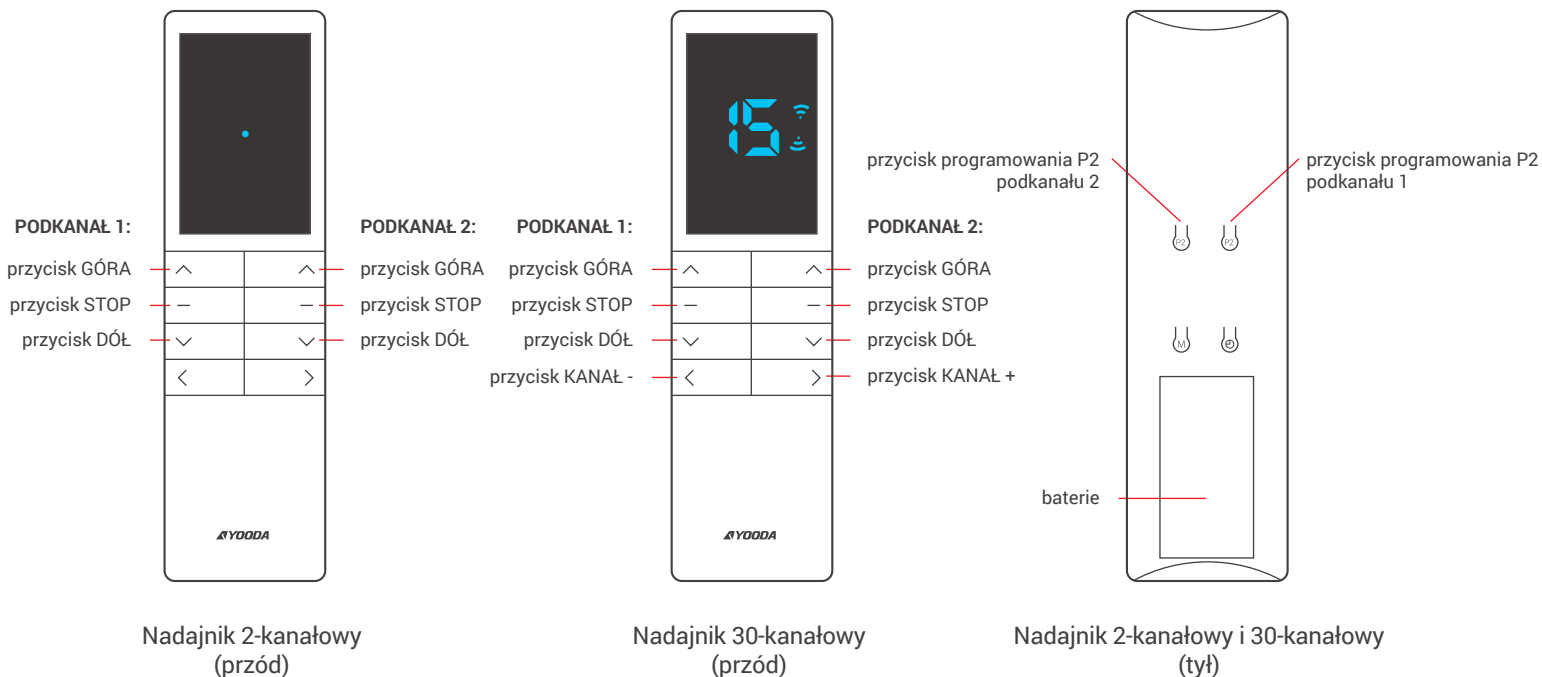 PODKANAŁ 1:
przycisk GÓRA
przycisk STOP
przycisk DÓŁ
PODKANAŁ 2:
przycisk GÓRA
przycisk STOP
przycisk DÓŁ
YOODA
Nadajnik 2-kanałowy
(przód)
15
PODKANAŁ 1:
przycisk GÓRA
przycisk STOP
przycisk DÓŁ
przycisk KANAŁ -
PODKANAŁ 2:
przycisk GÓRA
przycisk STOP
przycisk DÓŁ
przycisk KANAŁ +
YOODA
Nadajnik 30-kanałowy
(przód)
przycisk programowania P2
podkanału 2
przycisk programowania P2
podkanału 1
P2
P2
M
baterie
Nadajnik 2-kanałowy i 30-kanałowy
(tył)